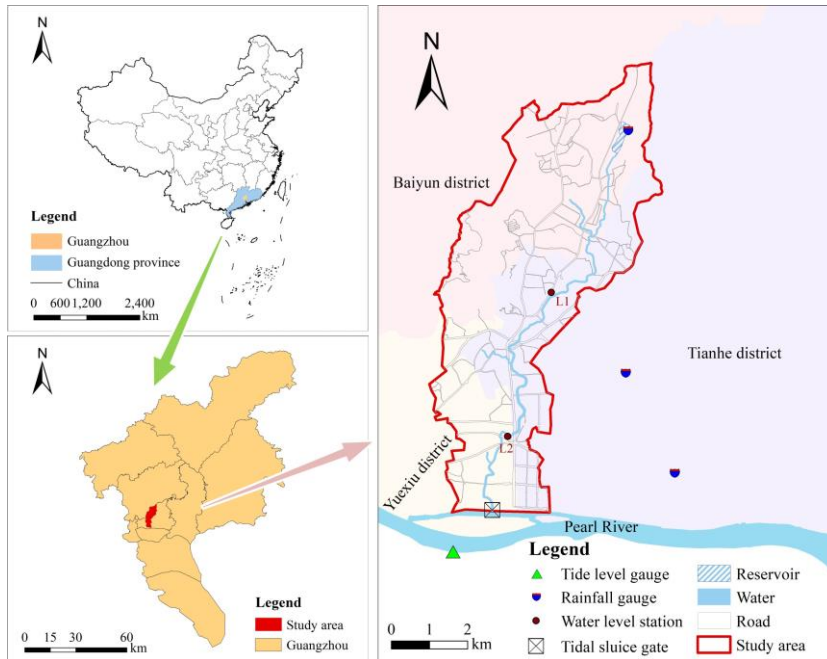 N
Legend
Guangzhou
Guangdong province
China
0 600 1,200 2,400
km
N
Legend
Study area
Guangzhou
0 15 30 60
km
N
Baiyun district
L1
Tianhe district
L2
Yuexiu district
Pearl River
Legend
Tide level gauge
Rainfall gauge
Water level station
Tidal sluice gate
Reservoir
Water
Road
Study area
0 1 2
km